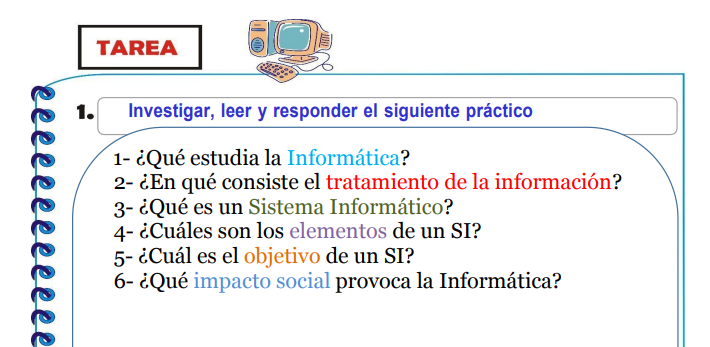 TAREA
1. Investigar, leer y responder el siguiente práctico
1- ¿Qué estudia la Informática?
2- ¿En qué consiste el tratamiento de la información?
3- ¿Qué es un Sistema Informático?
4- ¿Cuáles son los elementos de un SI?
5- ¿Cuál es el objetivo de un SI?
6- ¿Qué impacto social provoca la Informática?